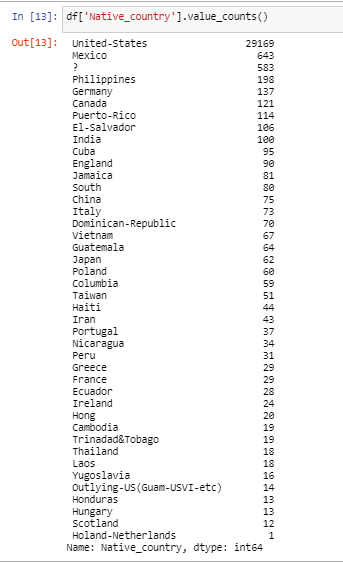 In [13]: df['Native_country'].value_counts()
Out[13]: United-States 29169
Mexico 643
? 583
Philippines 198
Germany 137
Canada 121
Puerto-Rico 114
El-Salvador 106
India 100
Cuba 95
England 90
Jamaica 81
South 80
China 75
Italy 73
Dominican-Republic 70
Vietnam 67
Guatemala 64
Japan 62
Poland 60
Columbia 59
Taiwan 51
Haiti 44
Iran 43
Portugal 37
Nicaragua 34
Peru 31
Greece 29
France 29
Ecuador 28
Ireland 24
Hong 20
Cambodia 19
Trinadad&Tobago 19
Thailand 18
Laos 18
Yugoslavia 16
Outlying-US(Guam-USVI-etc) 14
Honduras 13
Hungary 13
Scotland 12
Holand-Netherlands 1
Name: Native_country, dtype: int64